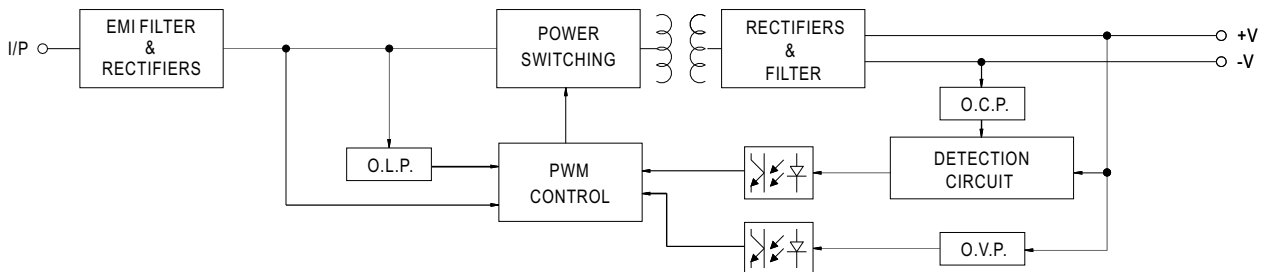 I/P
EMI FILTER
&
RECTIFIERS
POWER
SWITCHING
RECTIFIERS
&
FILTER
+V
-V
O.C.P.
O.L.P.
PWM
CONTROL
DETECTION
CIRCUIT
O.V.P.